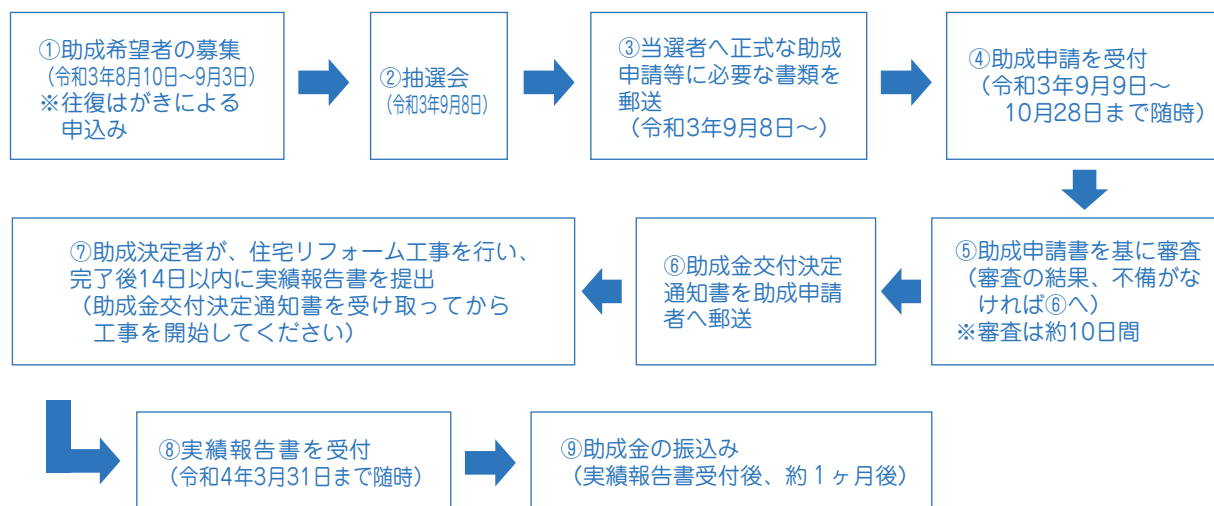 ①助成希望者の募集
（令和3年8月10日～9月3日）
※往復はがきによる
申込み
②抽選会
（令和3年9月8日）
③当選者へ正式な助成
申請等に必要な書類を
郵送
（令和3年9月8日～）
④助成申請を受付
（令和3年9月9日～
10月28日まで随時）
⑤助成申請書を基に審査
（審査の結果、不備がな
ければ⑥へ）
※審査は約10日間
⑥助成金交付決定
通知書を助成申請
者へ郵送
⑦助成決定者が、住宅リフォーム工事を行い、
完了後14日以内に実績報告書を提出
（助成金交付決定通知書を受け取ってから
工事を開始してください）
⑧実績報告書を受付
（令和4年3月31日まで随時）
⑨助成金の振込み
（実績報告書受付後、約１ヶ月後）